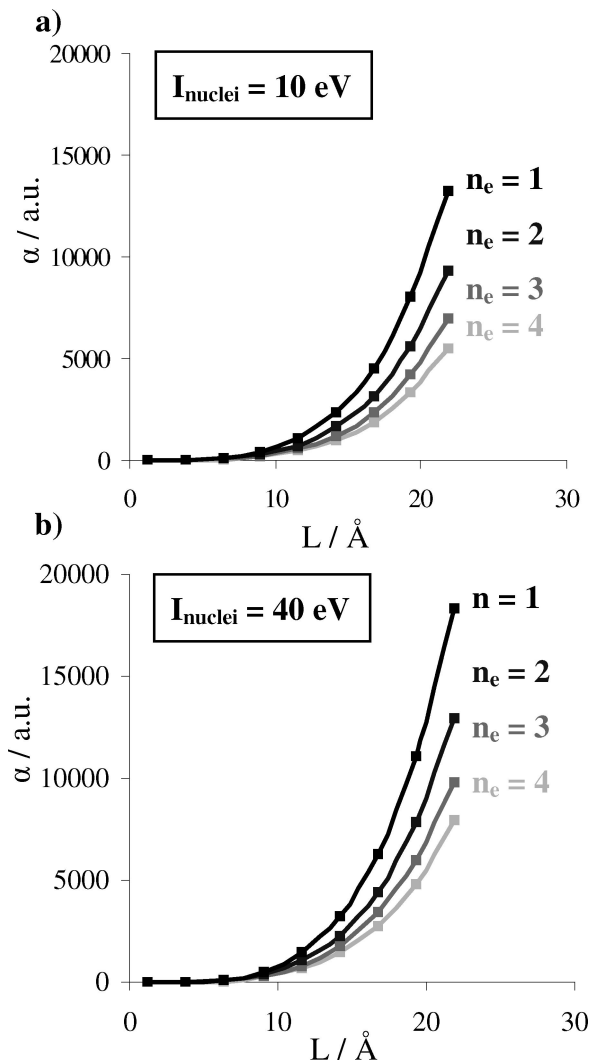 a)
20000
I_nuclei = 10 eV
15000
n_e = 1
n_e = 2
α / a.u.
10000
n_e = 3
n_e = 4
5000
0
0 10 20 30
L / Å
b)
20000
I_nuclei = 40 eV
n = 1
15000
n_e = 2
α / a.u.
n_e = 3
10000
n_e = 4
5000
0
0 10 20 30
L / Å